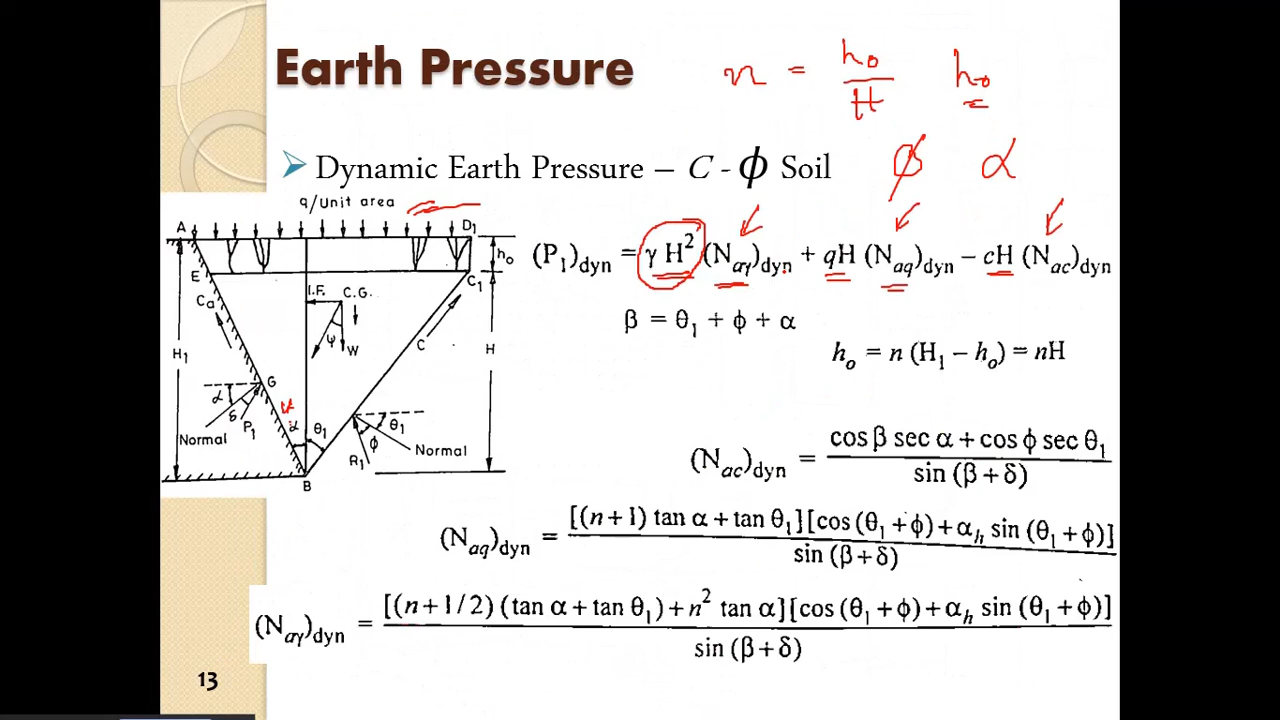 Earth Pressure
n = h₀/H h₀
Dynamic Earth Pressure – C - ϕ Soil
ϕ α
q/Unit area
A D₁
(P₁)dyn = γ H² (Naγ)dyn + qH (Naq)dyn – cH (Nac)dyn
h₀
E C₁
I.F. C.G.
Ca
β = θ₁ + ϕ + α
ψ W C
H₁ H
hₒ = n (H₁ – hₒ) = nH
G
α
δ
P₁
Normal
α θ₁
θ₁
ϕ
Normal
R₁
B
(Nac)dyn = cos β sec α + cos ϕ sec θ₁ / sin (β + δ)
(Naq)dyn = [(n+1) tan α + tan θ₁][cos (θ₁ + ϕ) + αh sin (θ₁ + ϕ)] / sin (β + δ)
(Naγ)dyn = [(n+1/2) (tan α + tan θ₁) + n² tan α][cos (θ₁ + ϕ) + αh sin (θ₁ + ϕ)] / sin (β + δ)
13